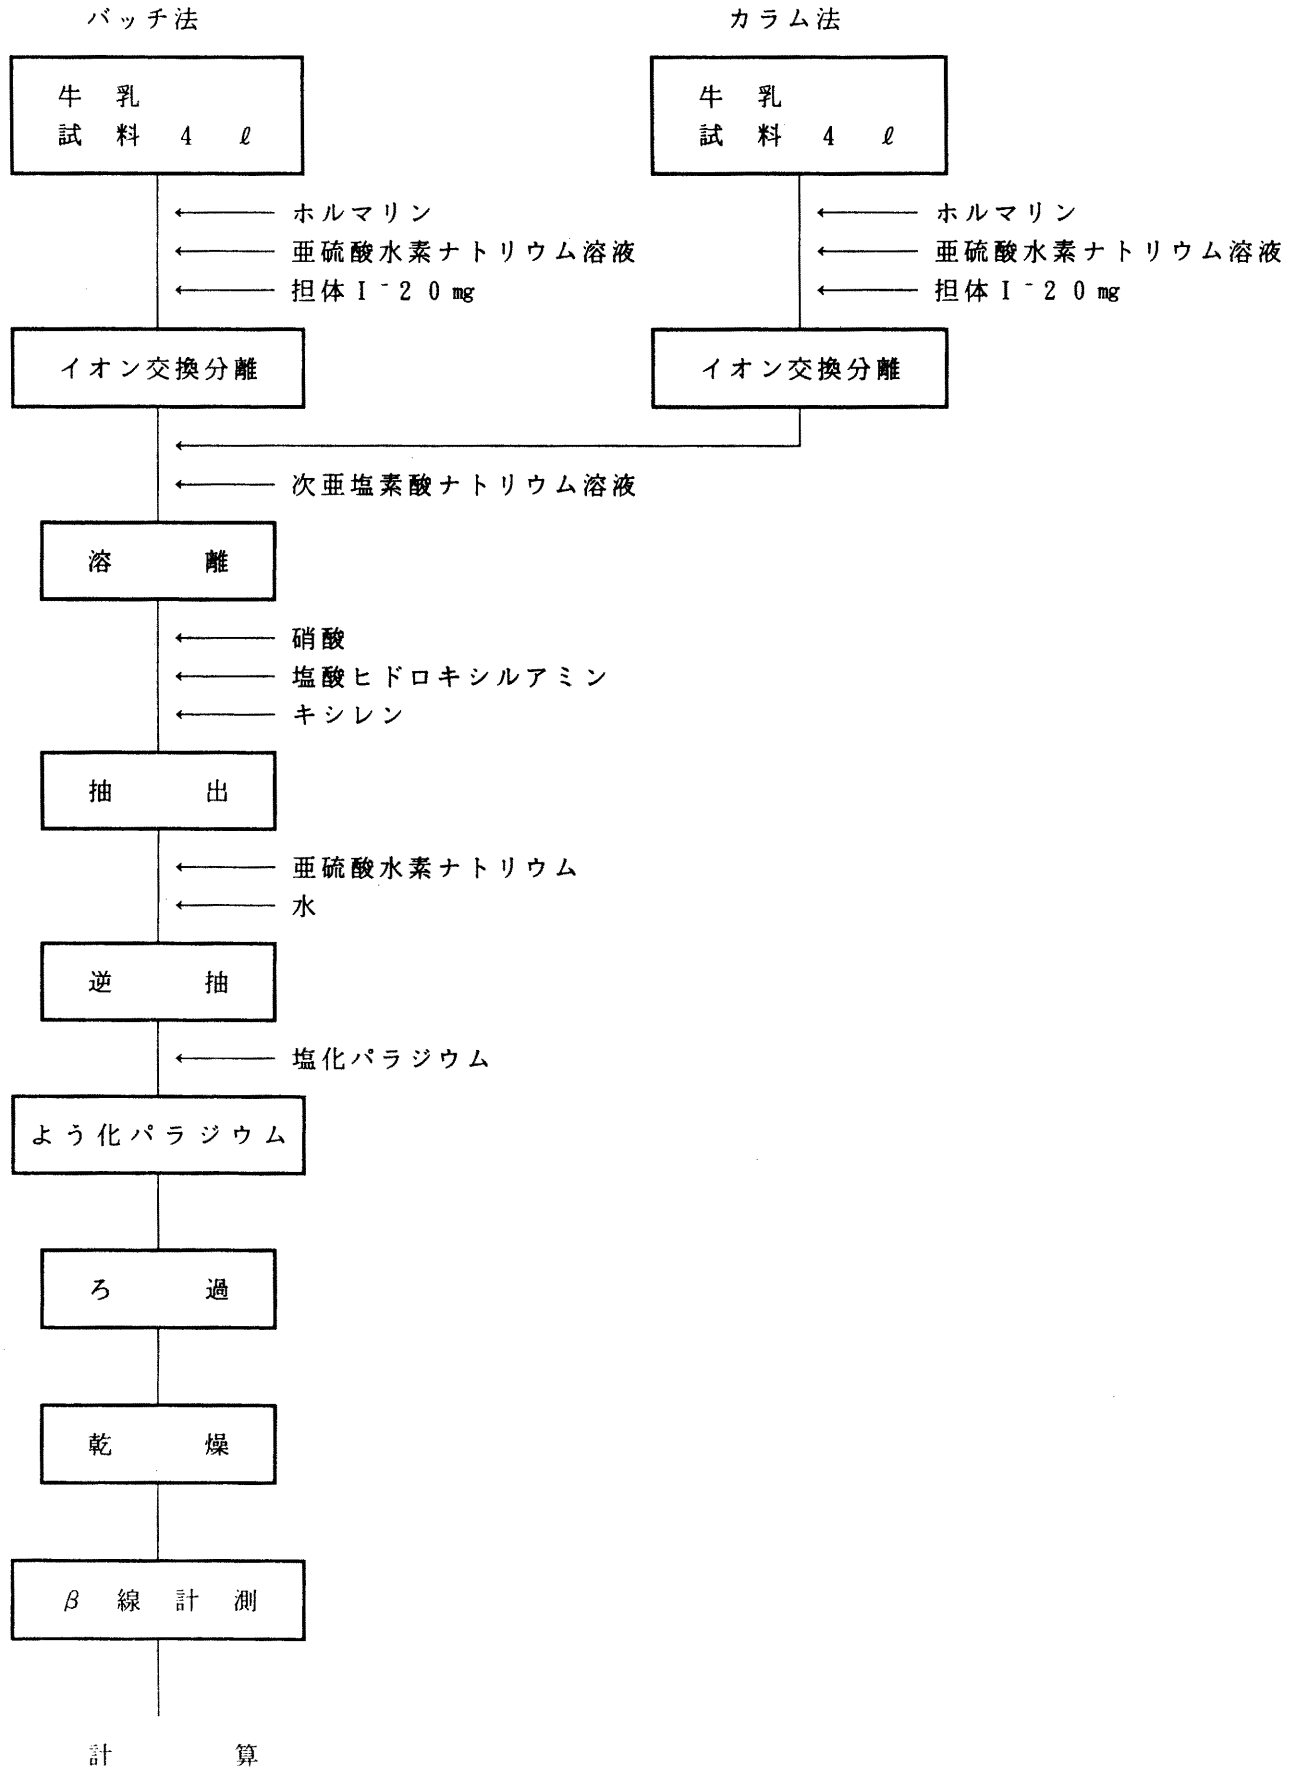 バッチ法
カラム法
牛乳
試料4ℓ
牛乳
試料4ℓ
ホルマリン
ホルマリン
亜硫酸水素ナトリウム溶液
亜硫酸水素ナトリウム溶液
担体I⁻20㎎
担体I⁻20㎎
イオン交換分離
イオン交換分離
次亜塩素酸ナトリウム溶液
溶離
硝酸
塩酸ヒドロキシルアミン
キシレン
抽出
亜硫酸水素ナトリウム
水
逆抽
塩化パラジウム
よう化パラジウム
ろ過
乾燥
β線計測
計算